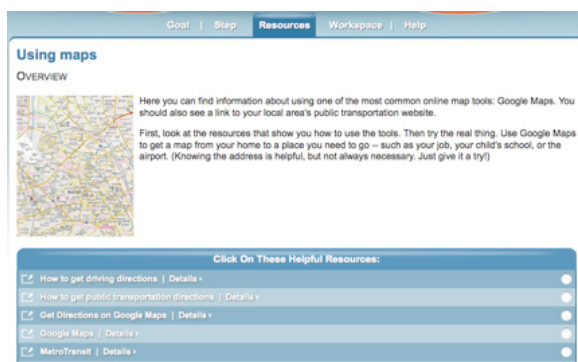 Goal | Step Resources Workspace | Help
Using maps
OVERVIEW
Here you can find information about using one of the most common online map tools: Google Maps. You
should also see a link to your local area's public transportation website.
First, look at the resources that show you how to use the tools. Then try the real thing. Use Google Maps
to get a map from your home to a place you need to go -- such as your job, your child's school, or the
airport. (Knowing the address is helpful, but not always necessary. Just give it a try!)
Click On These Helpful Resources:
How to get driving directions | Details ›
How to get public transportation directions | Details ›
Get Directions on Google Maps | Details ›
Google Maps | Details ›
MetroTransit | Details ›